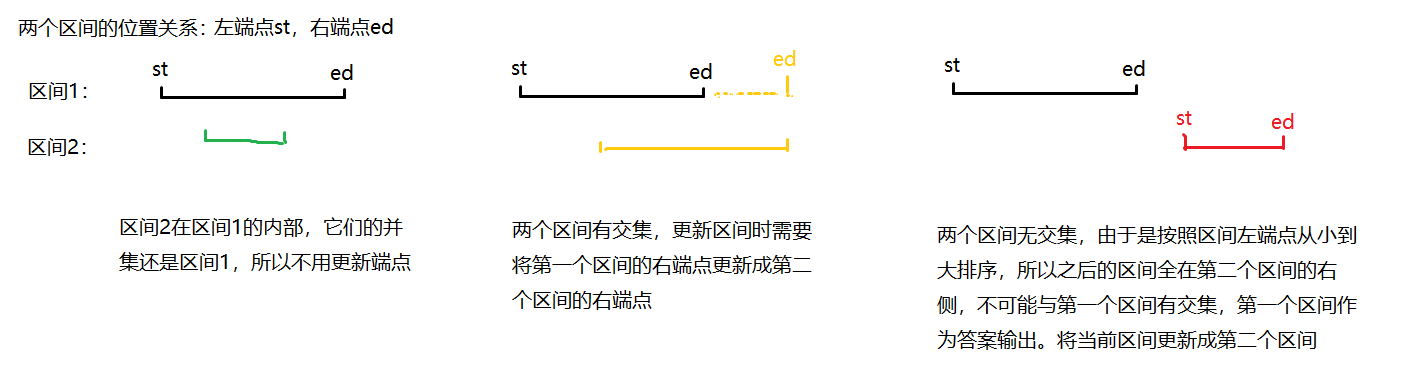 两个区间的位置关系：左端点st，右端点ed
区间1：
st
ed
区间2：
区间2在区间1的内部，它们的并
集还是区间1，所以不用更新端点
st
ed
ed
两个区间有交集，更新区间时需要
将第一个区间的右端点更新成第二
个区间的右端点
st
ed
st
ed
两个区间无交集，由于是按照区间左端点从小到
大排序，所以之后的区间全在第二个区间的右
侧，不可能与第一个区间有交集，第一个区间作
为答案输出。将当前区间更新成第二个区间